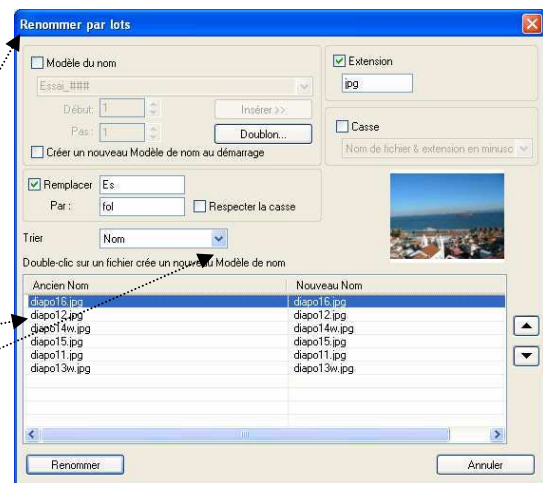 Renommer par lots
Modèle du nom
Essai_###
Début: 1
Insérer >>
Pas: 1
Doublon...
Créer un nouveau Modèle de nom au démarrage
Extension
jpg
Casse
Nom de fichier & extension en minusc
Remplacer Es
Par: fol
Respecter la casse
Trier Nom
Double-clic sur un fichier crée un nouveau Modèle de nom
Ancien Nom Nouveau Nom
diapo16.jpg diapo16.jpg
diapo12.jpg diapo12.jpg
diapo14w.jpg diapo14w.jpg
diapo15.jpg diapo15.jpg
diapo11.jpg diapo11.jpg
diapo13w.jpg diapo13w.jpg
Renommer Annuler